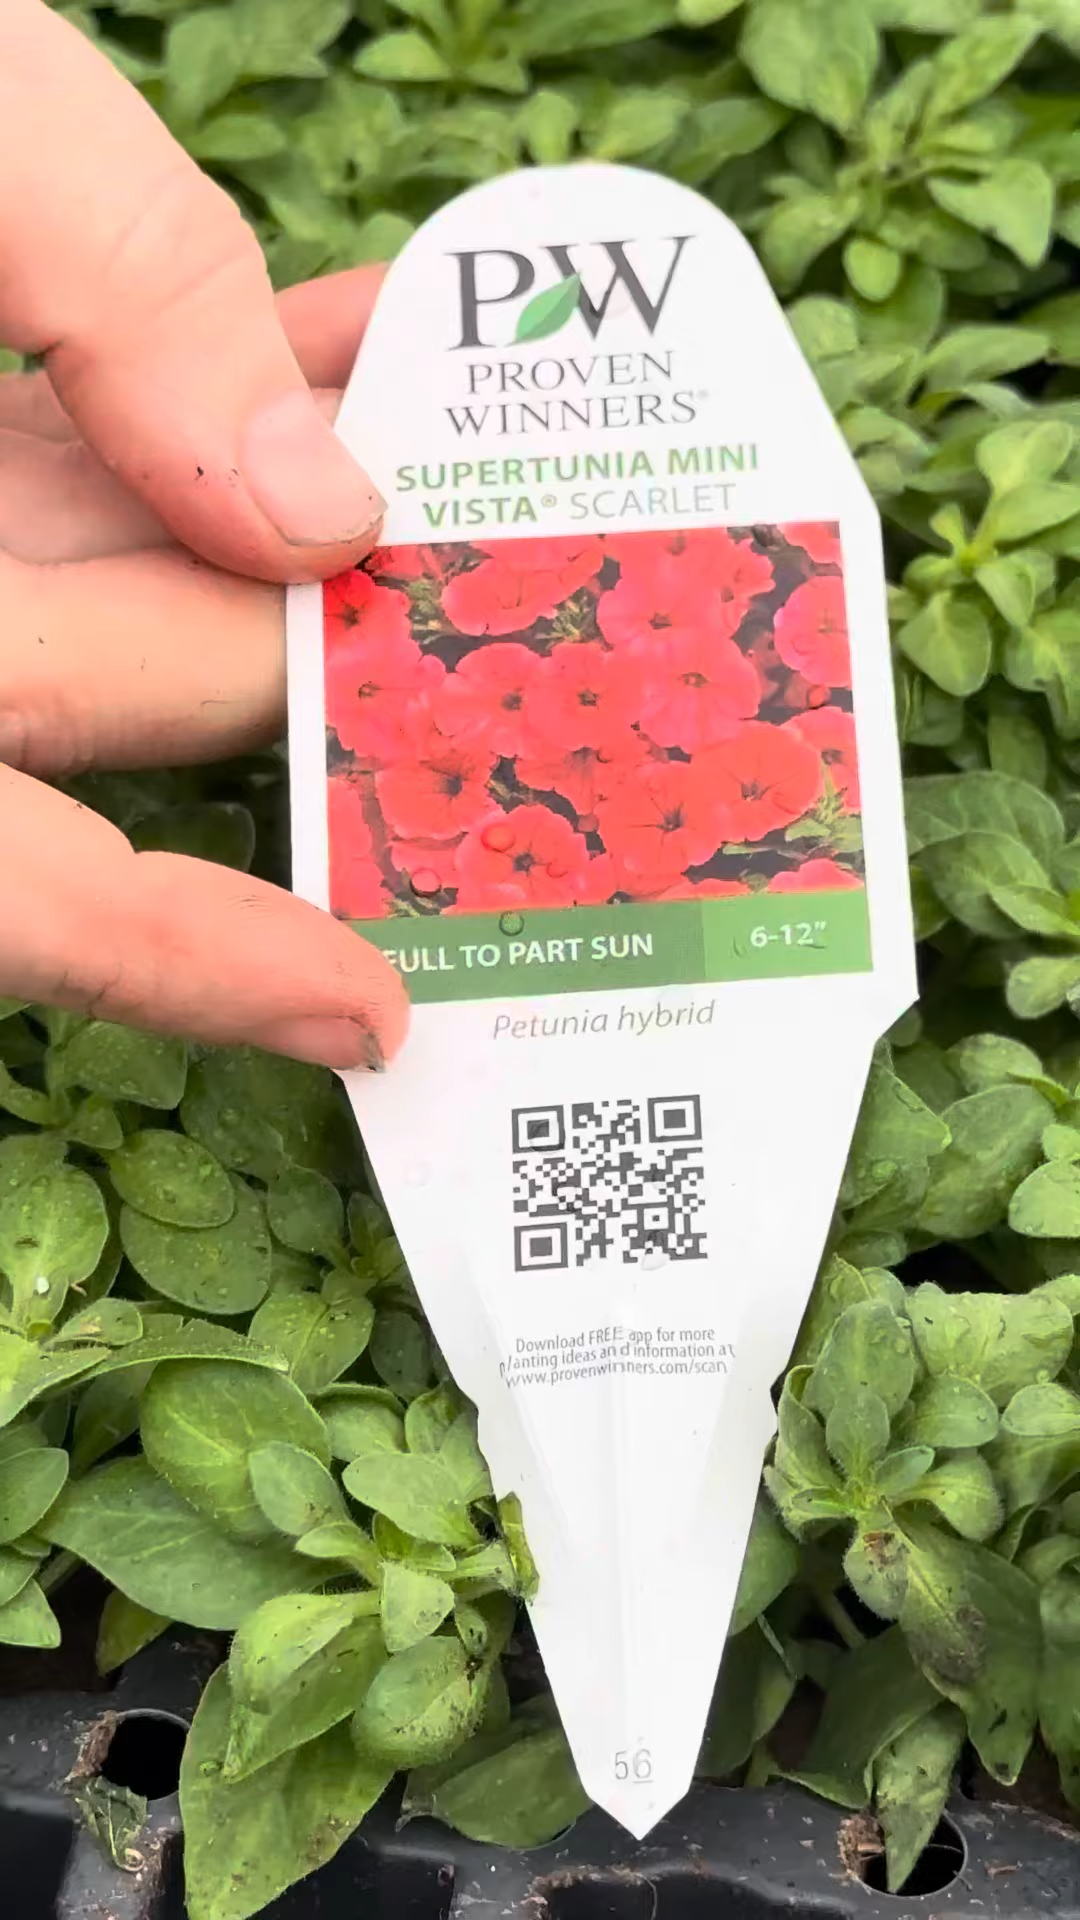 PW
PROVEN
WINNERS®
SUPERTUNIA MINI
VISTA® SCARLET
FULL TO PART SUN 6-12"
Petunia hybrid
Download FREE app for more
planting ideas and information at
www.provenwinners.com/scan
56